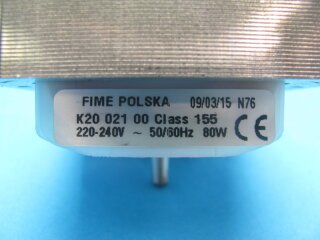 FIME POLSKA 09/03/15 N76
K20 021 00 Class 155
220-240V ~ 50/60Hz 80W CE